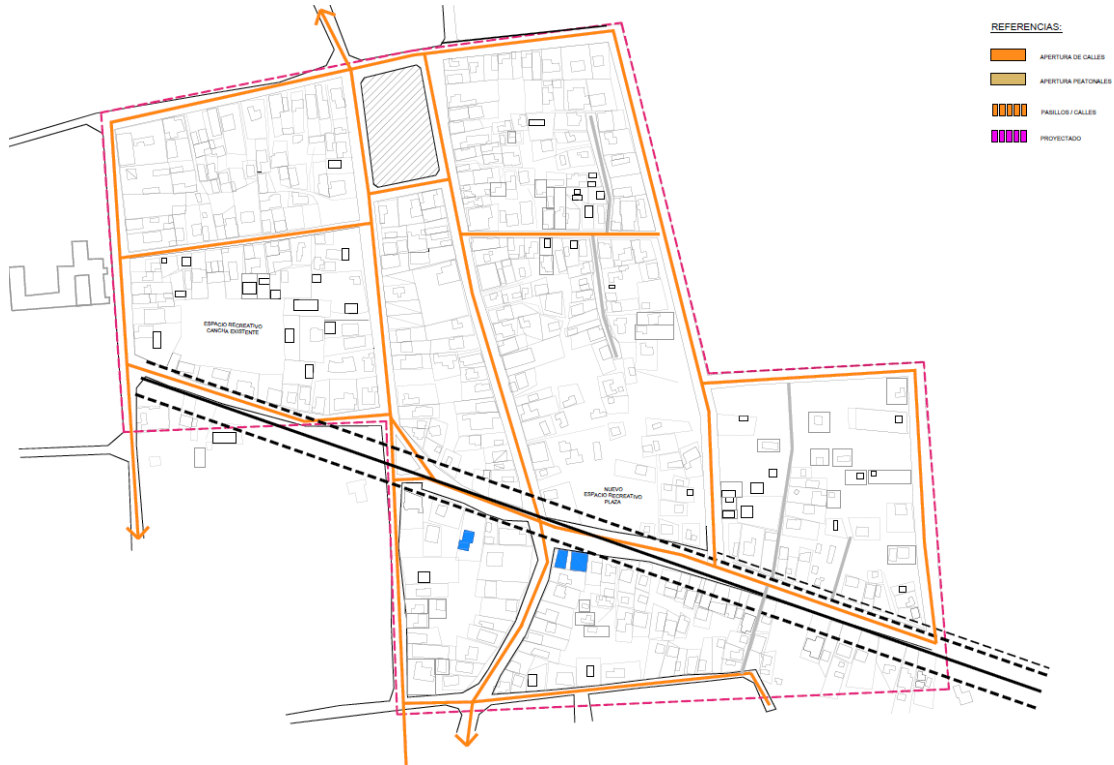 REFERENCIAS:
APERTURA DE CALLES
APERTURA PEATONALES
PASILLOS / CALLES
PROYECTADO
ESPACIO RECREATIVO
CANCHA EXISTENTE
NUEVO
ESPACIO RECREATIVO
PLAZA